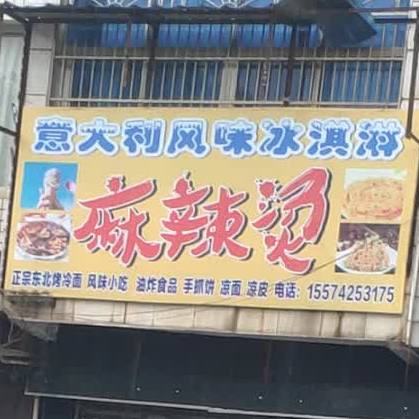 意大利风味冰淇淋
麻辣烫
正宗东北烤冷面 风味小吃 油炸食品 手抓饼 凉面 凉皮 电话：15574253175